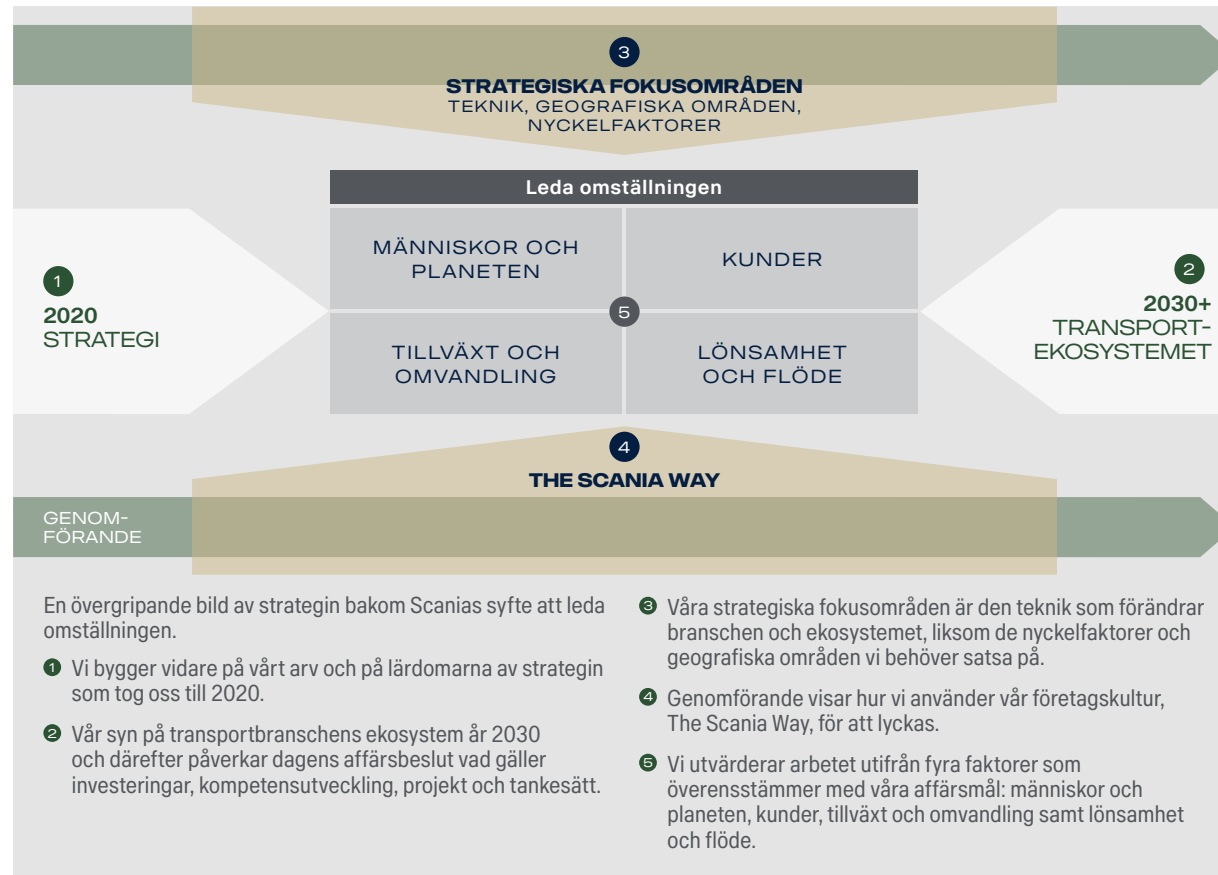 3
STRATEGISKA FOKUSOMRÅDEN
TEKNIK, GEOGRAFISKA OMRÅDEN,
NYCKELFAKTORER
Leda omställningen
MÄNNISKOR OCH
PLANETEN
KUNDER
1
2020
STRATEGI
5
2
2030+
TRANSPORT-
EKOSYSTEMET
TILLVÄXT OCH
OMVANDLING
LÖNSAMHET
OCH FLÖDE
4
THE SCANIA WAY
GENOM-
FÖRANDE
En övergripande bild av strategin bakom Scanias syfte att leda
omställningen.
1 Vi bygger vidare på vårt arv och på lärdomarna av strategin
som tog oss till 2020.
2 Vår syn på transportbranschens ekosystem år 2030
och därefter påverkar dagens affärsbeslut vad gäller
investeringar, kompetensutveckling, projekt och tankesätt.
3 Våra strategiska fokusområden är den teknik som förändrar
branschen och ekosystemet, liksom de nyckelfaktorer och
geografiska områden vi behöver satsa på.
4 Genomförande visar hur vi använder vår företagskultur,
The Scania Way, för att lyckas.
5 Vi utvärderar arbetet utifrån fyra faktorer som
överensstämmer med våra affärsmål: människor och
planeten, kunder, tillväxt och omvandling samt lönsamhet
och flöde.